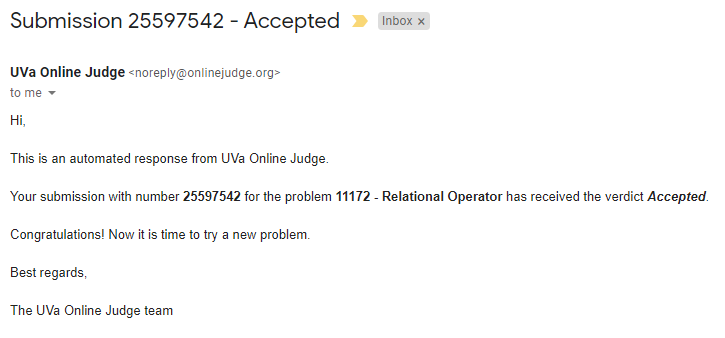 Submission 25597542 - Accepted Inbox ×
UVa Online Judge <noreply@onlinejudge.org>
to me
Hi,
This is an automated response from UVa Online Judge.
Your submission with number 25597542 for the problem 11172 - Relational Operator has received the verdict Accepted.
Congratulations! Now it is time to try a new problem.
Best regards,
The UVa Online Judge team